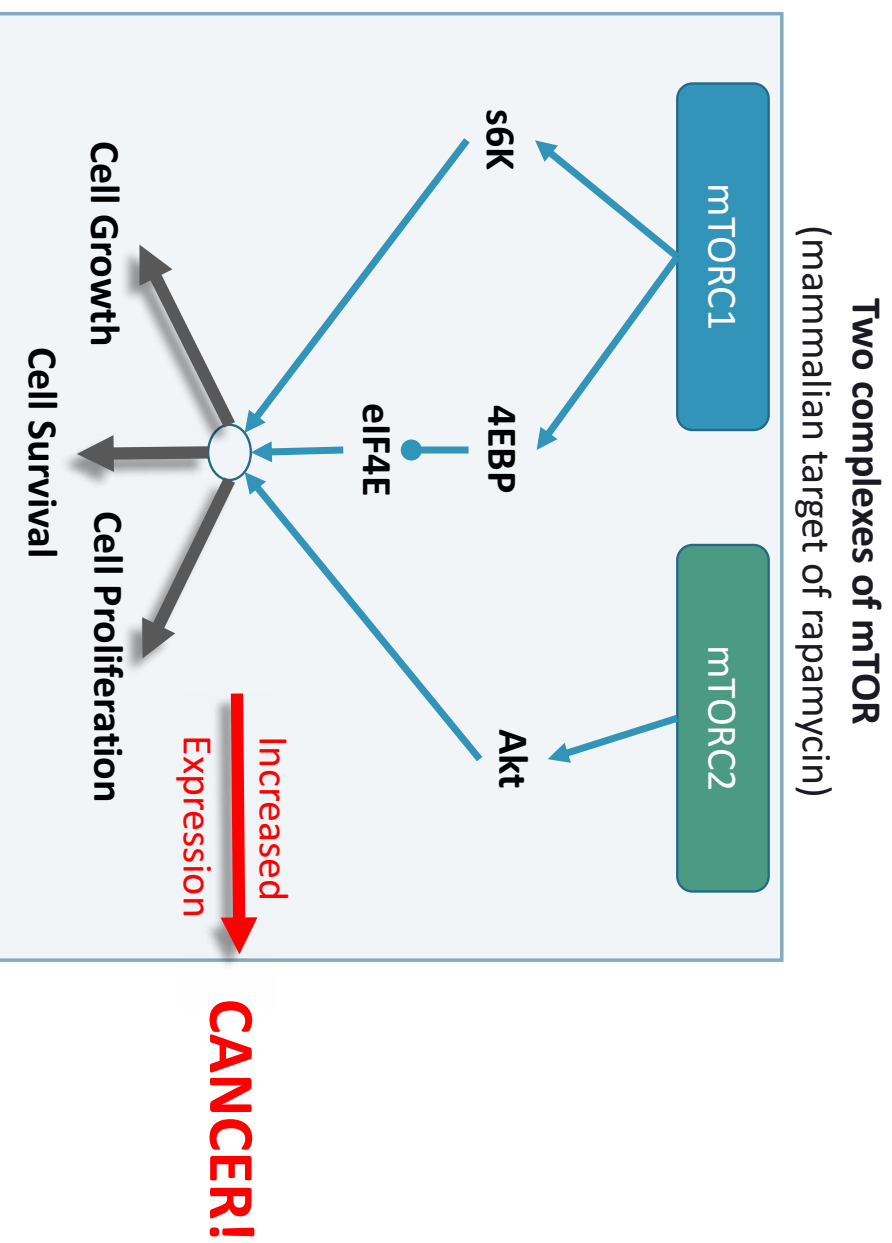 Two complexes of mTOR
(mammalian target of rapamycin)
mTORC1
mTORC2
s6K
4EBP
Akt
eIF4E
Increased
Expression
CANCER!
Cell Growth
Cell Proliferation
Cell Survival